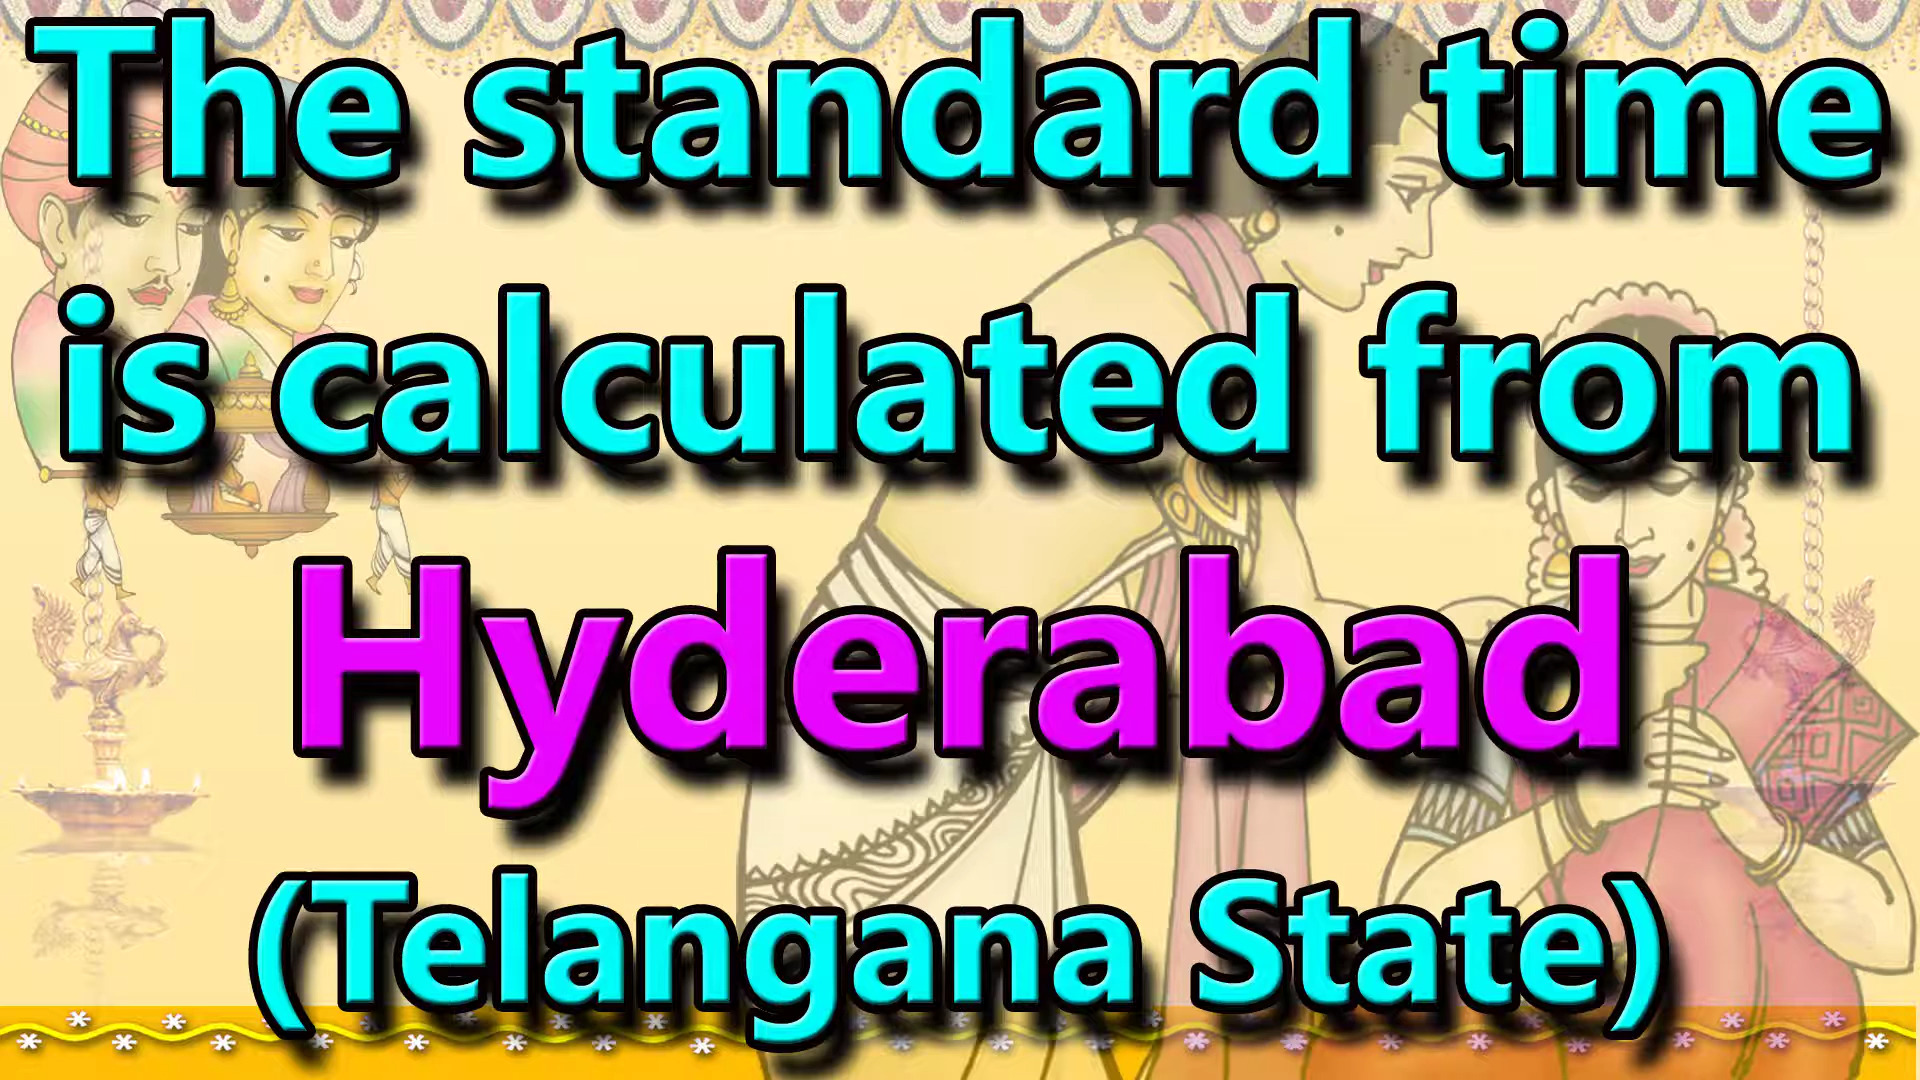 The standard time
is calculated from
Hyderabad
(Telangana State)